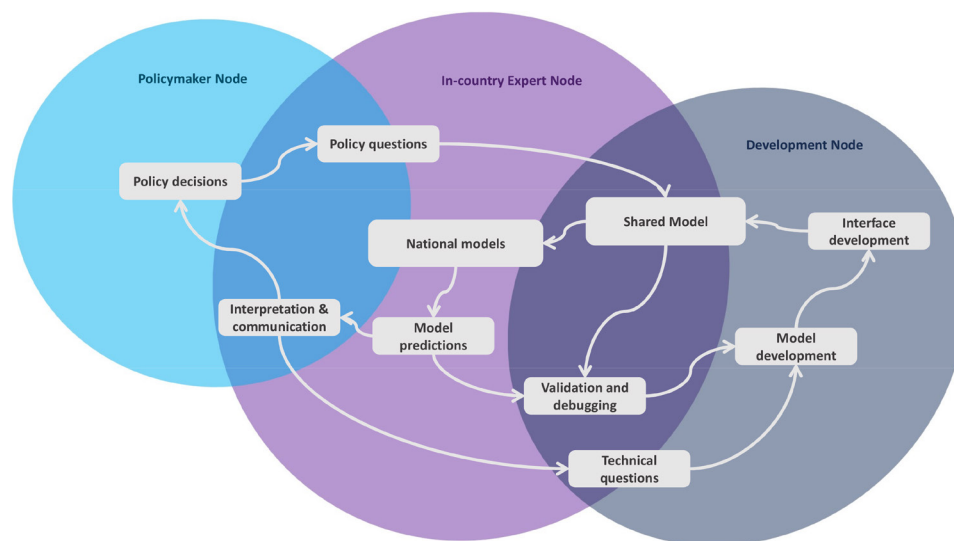 Policymaker Node
In-country Expert Node
Development Node
Policy questions
Policy decisions
Shared Model
Interface
development
National models
Interpretation &
communication
Model
predictions
Model
development
Validation and
debugging
Technical
questions